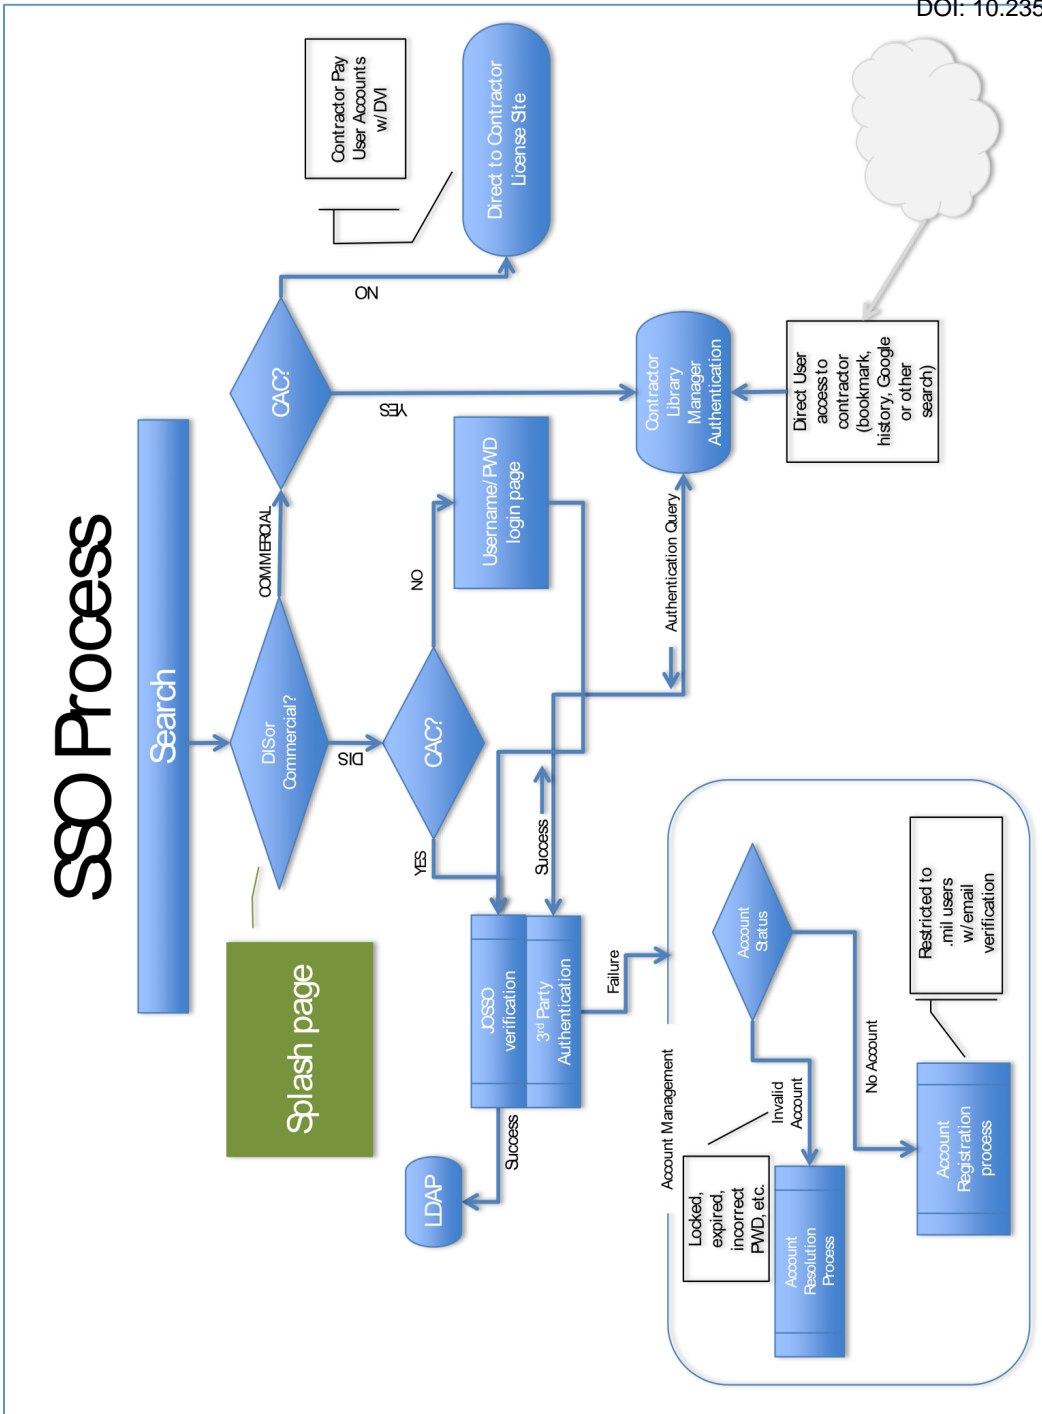 DOI: 10.235
SSO Process
Search
Splash page
DIS or
Commercial?
COMMERCIAL
DIS
CAC?
NO
YES
Contractor Pay
User Accounts
w/ DVI
Direct to Contractor
License Site
CAC?
YES
NO
Username/ PWD
login page
LDAP
Success
JOSSO
verification
3rd Party
Authentication
Success
Authentication Query
Contractor
Library
Manager
Authentication
Failure
Direct User
access to
contractor
(bookmark,
history, Google
or other
search)
Account Management
Account
Status
Locked,
expired,
incorrect
PWD, etc.
Invalid
Account
No Account
Account
Resolution
Process
Account
Registration
process
Restricted to
.mil users
w/ email
verification